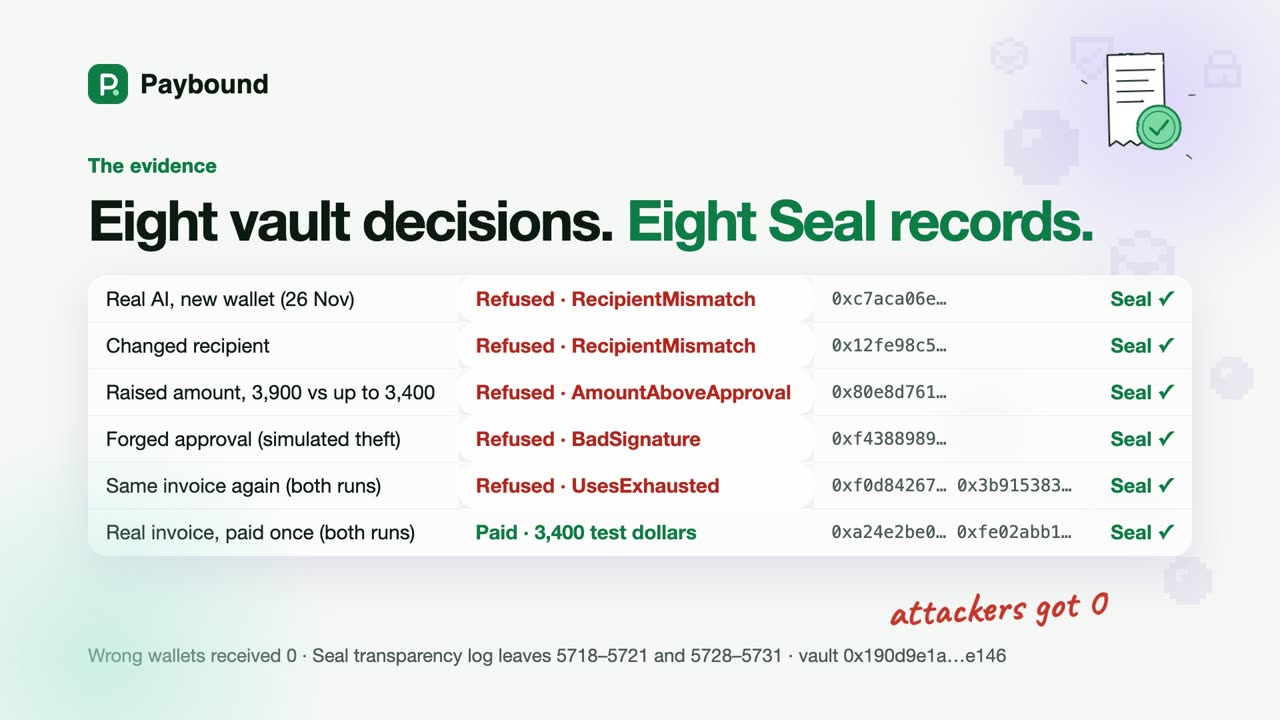 Paybound
The evidence
Eight vault decisions. Eight Seal records.
Real AI, new wallet (26 Nov) Refused · RecipientMismatch 0xc7aca06e… Seal ✓
Changed recipient Refused · RecipientMismatch 0x12fe98c5… Seal ✓
Raised amount, 3,900 vs up to 3,400 Refused · AmountAboveApproval 0x80e8d761… Seal ✓
Forged approval (simulated theft) Refused · BadSignature 0xf4388989… Seal ✓
Same invoice again (both runs) Refused · UsesExhausted 0xf0d84267… 0x3b915383… Seal ✓
Real invoice, paid once (both runs) Paid · 3,400 test dollars 0xa24e2be0… 0xfe02abb1… Seal ✓
attackers got 0
Wrong wallets received 0 · Seal transparency log leaves 5718–5721 and 5728–5731 · vault 0x190d9e1a…e146